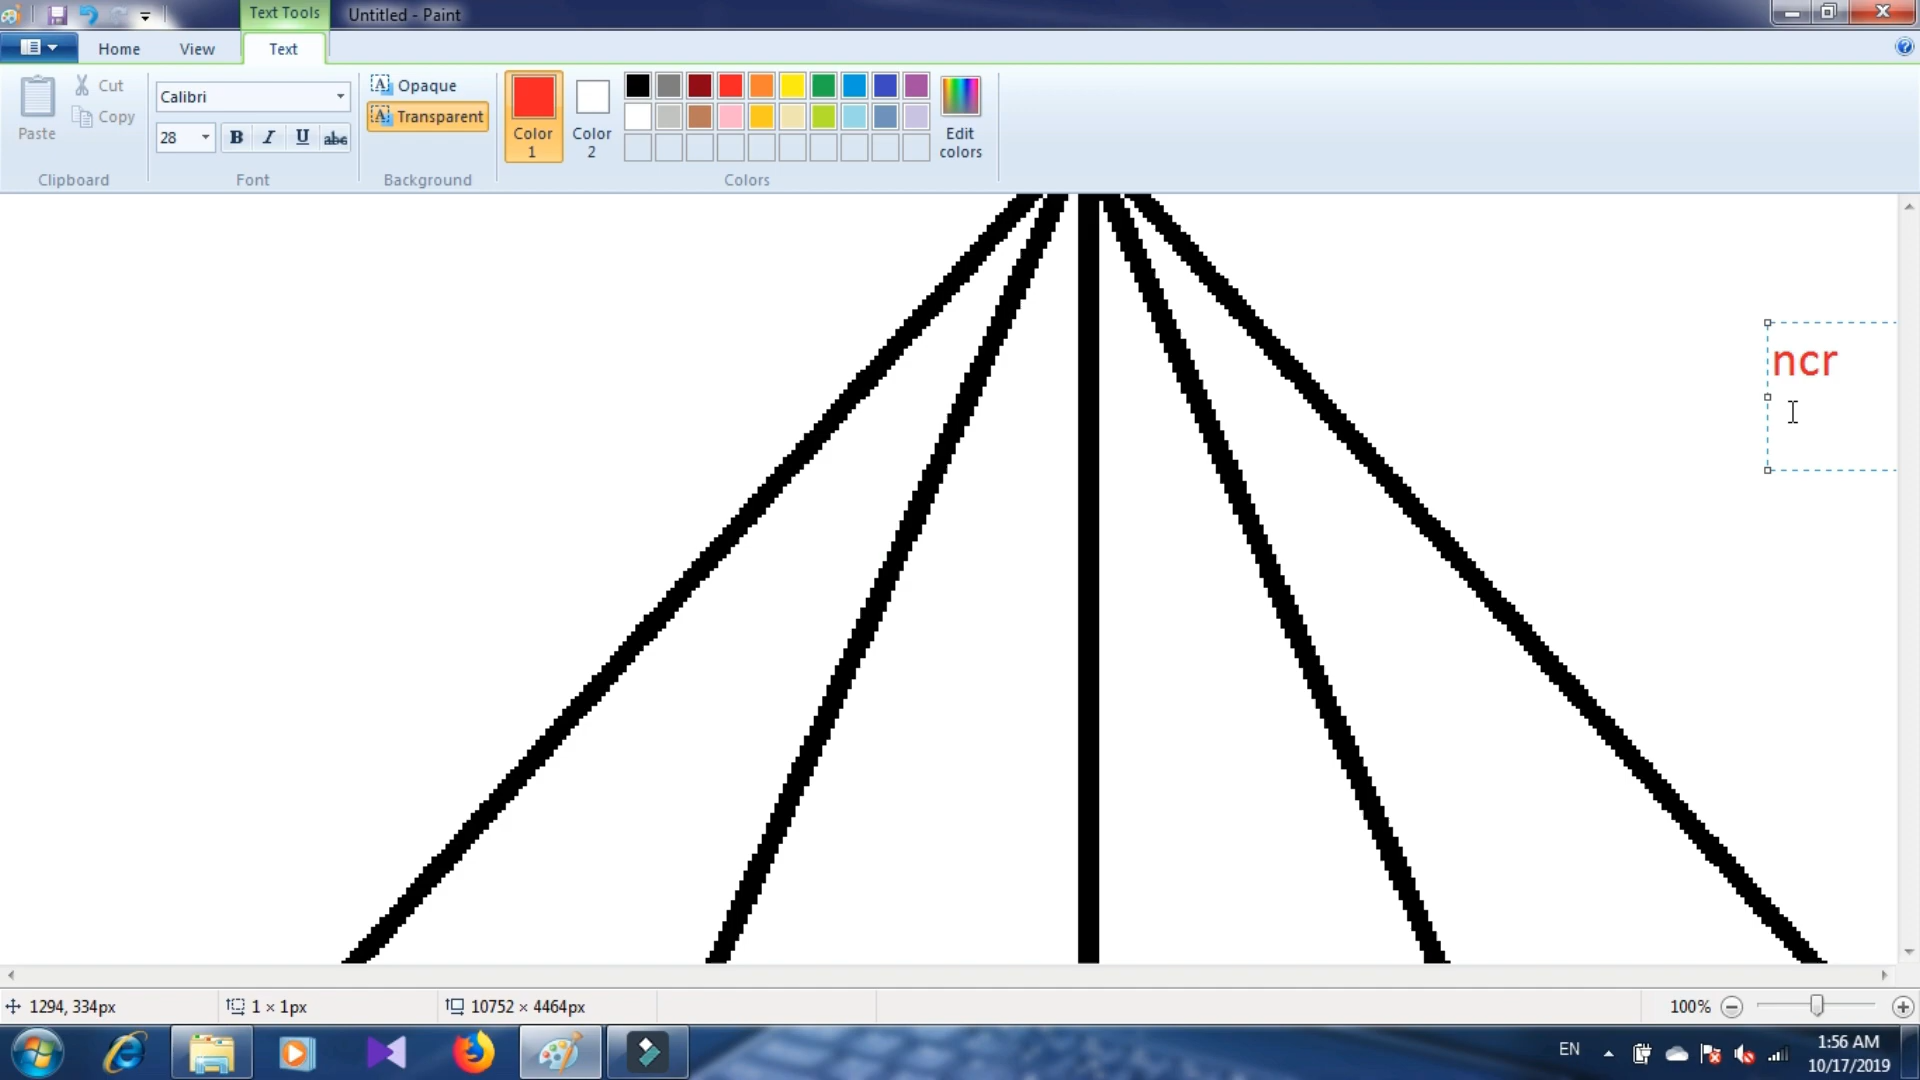 Text Tools
Untitled - Paint
Home
View
Text
Paste
Cut
Copy
Clipboard
Calibri
28
B I U abc
Font
Opaque
Transparent
Background
Color 1
Color 2
Edit colors
Colors
ncr
1294, 334px
1 × 1px
10752 × 4464px
100%
EN
1:56 AM
10/17/2019